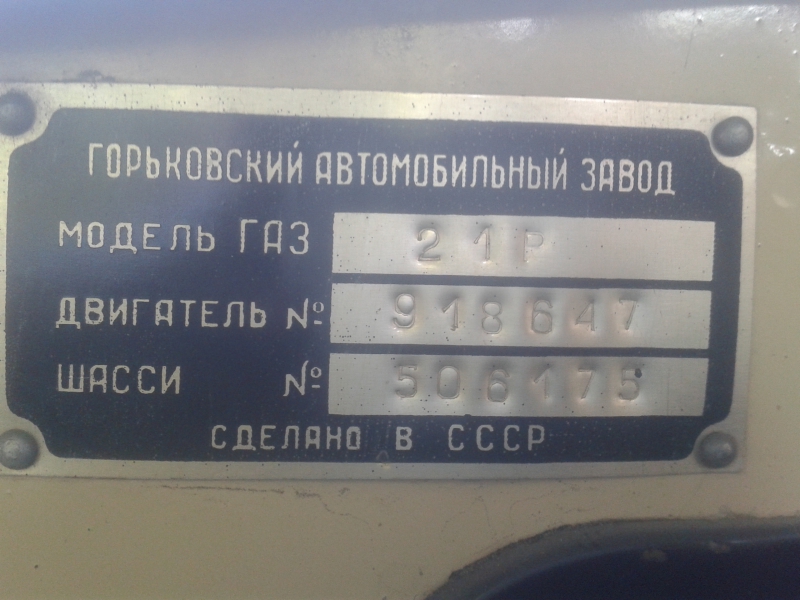 ГОРЬКОВСКИЙ АВТОМОБИЛЬНЫЙ ЗАВОД
МОДЕЛЬ ГАЗ 21Р
ДВИГАТЕЛЬ № 918647
ШАССИ № 506175
СДЕЛАНО В СССР